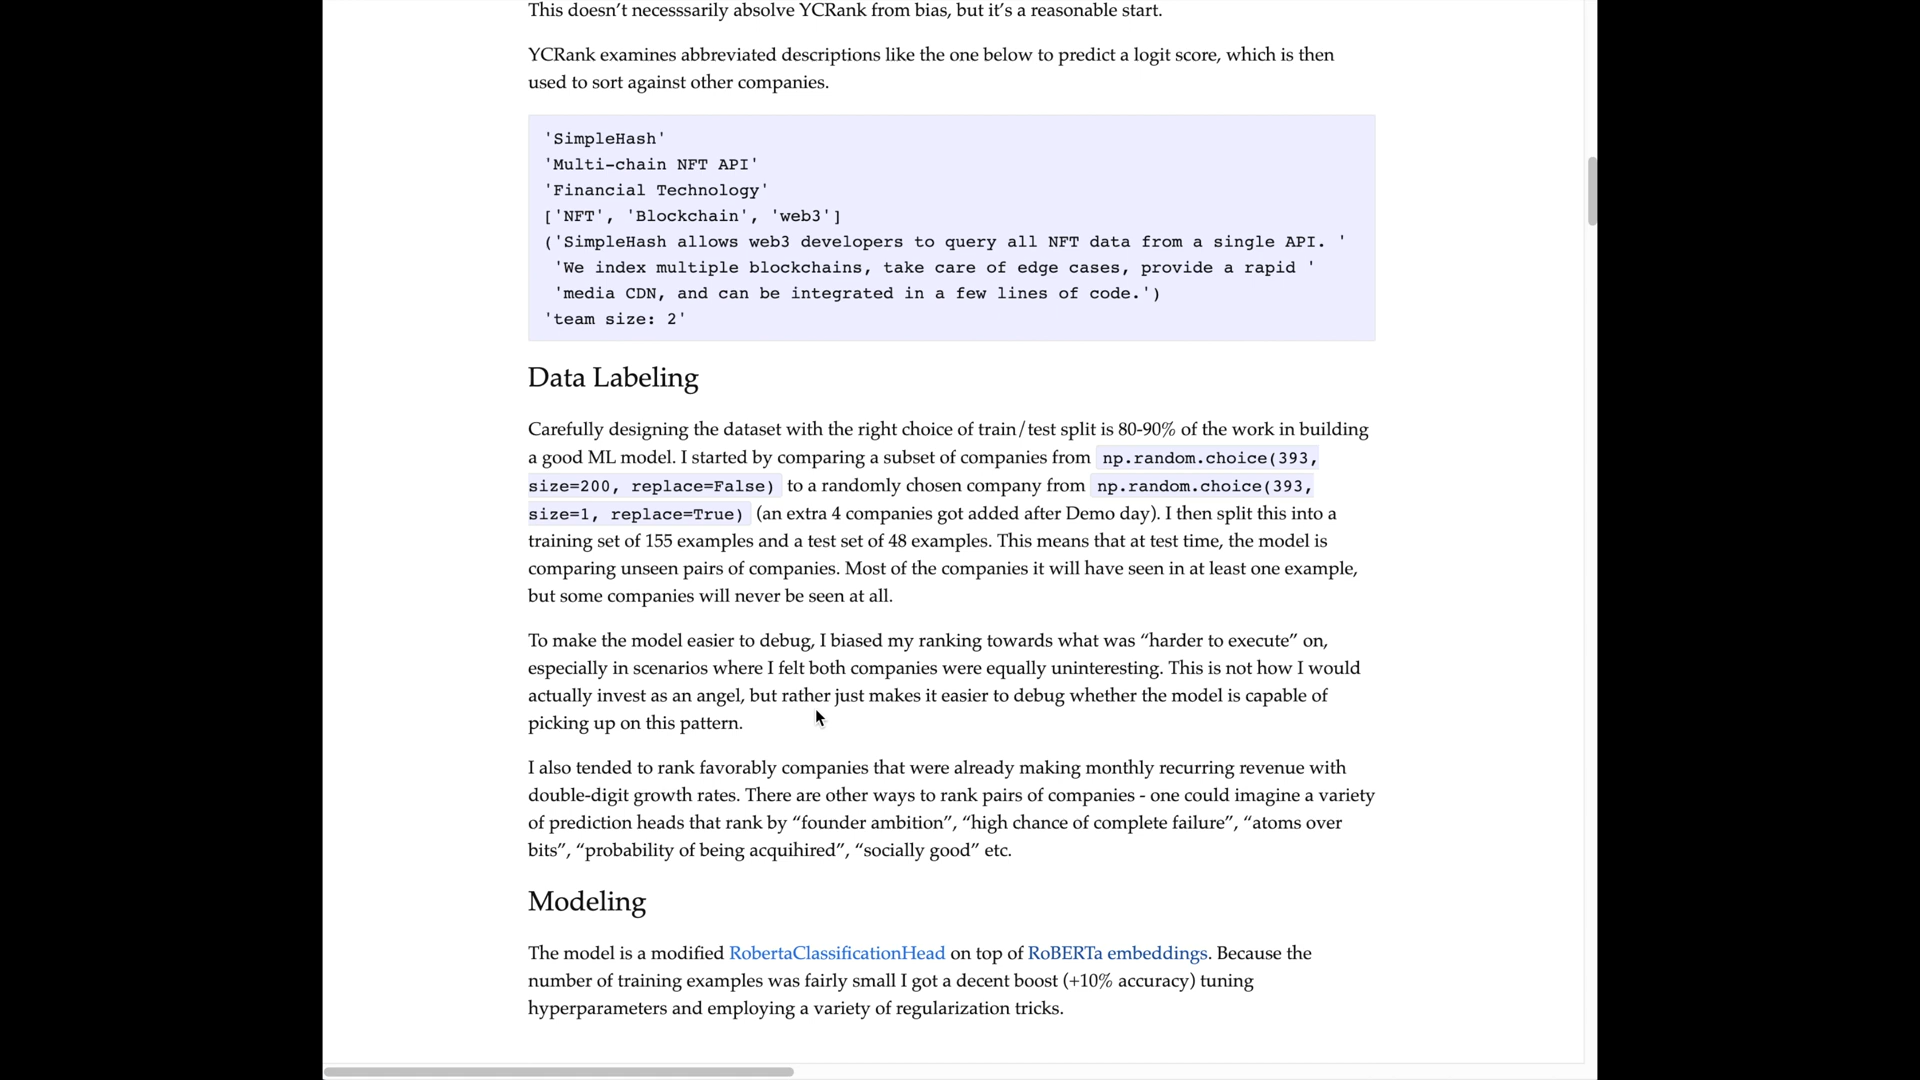 This doesn’t necesssarily absolve YCRank from bias, but it’s a reasonable start.
YCRank examines abbreviated descriptions like the one below to predict a logit score, which is then
used to sort against other companies.
'SimpleHash'
'Multi-chain NFT API'
'Financial Technology'
['NFT', 'Blockchain', 'web3']
('SimpleHash allows web3 developers to query all NFT data from a single API. '
'We index multiple blockchains, take care of edge cases, provide a rapid '
'media CDN, and can be integrated in a few lines of code.')
'team size: 2'
Data Labeling
Carefully designing the dataset with the right choice of train/test split is 80-90% of the work in building
a good ML model. I started by comparing a subset of companies from np.random.choice(393,
size=200, replace=False) to a randomly chosen company from np.random.choice(393,
size=1, replace=True) (an extra 4 companies got added after Demo day). I then split this into a
training set of 155 examples and a test set of 48 examples. This means that at test time, the model is
comparing unseen pairs of companies. Most of the companies it will have seen in at least one example,
but some companies will never be seen at all.
To make the model easier to debug, I biased my ranking towards what was “harder to execute” on,
especially in scenarios where I felt both companies were equally uninteresting. This is not how I would
actually invest as an angel, but rather just makes it easier to debug whether the model is capable of
picking up on this pattern.
I also tended to rank favorably companies that were already making monthly recurring revenue with
double-digit growth rates. There are other ways to rank pairs of companies - one could imagine a variety
of prediction heads that rank by “founder ambition”, “high chance of complete failure”, “atoms over
bits”, “probability of being acquihired”, “socially good” etc.
Modeling
The model is a modified RobertaClassificationHead on top of RoBERTa embeddings. Because the
number of training examples was fairly small I got a decent boost (+10% accuracy) tuning
hyperparameters and employing a variety of regularization tricks.